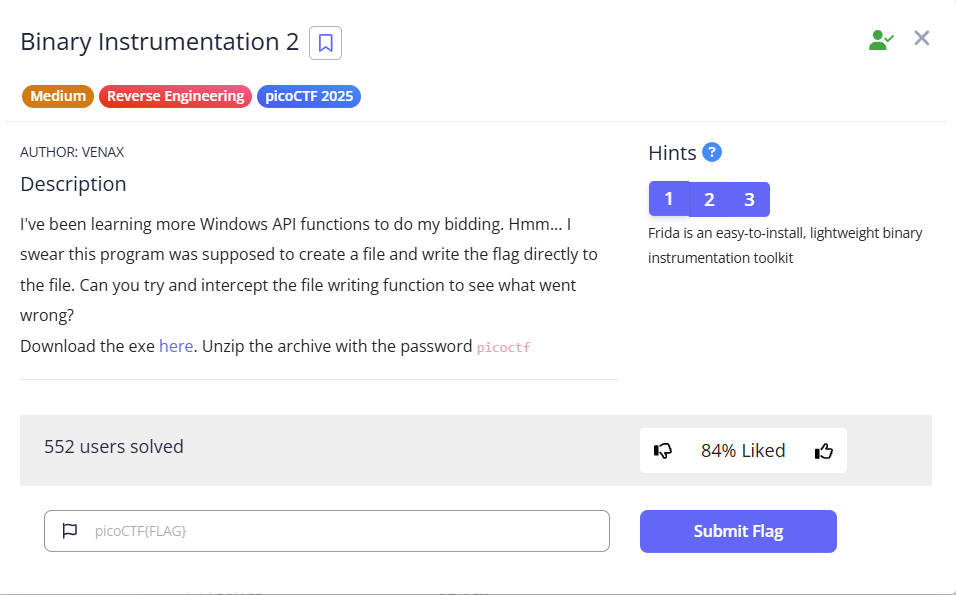 Binary Instrumentation 2
Medium Reverse Engineering picoCTF 2025
AUTHOR: VENAX
Description
I've been learning more Windows API functions to do my bidding. Hmm... I
swear this program was supposed to create a file and write the flag directly to
the file. Can you try and intercept the file writing function to see what went
wrong?
Download the exe here. Unzip the archive with the password picoctf
Hints ?
1 2 3
Frida is an easy-to-install, lightweight binary
instrumentation toolkit
552 users solved
84% Liked
picoCTF{FLAG}
Submit Flag